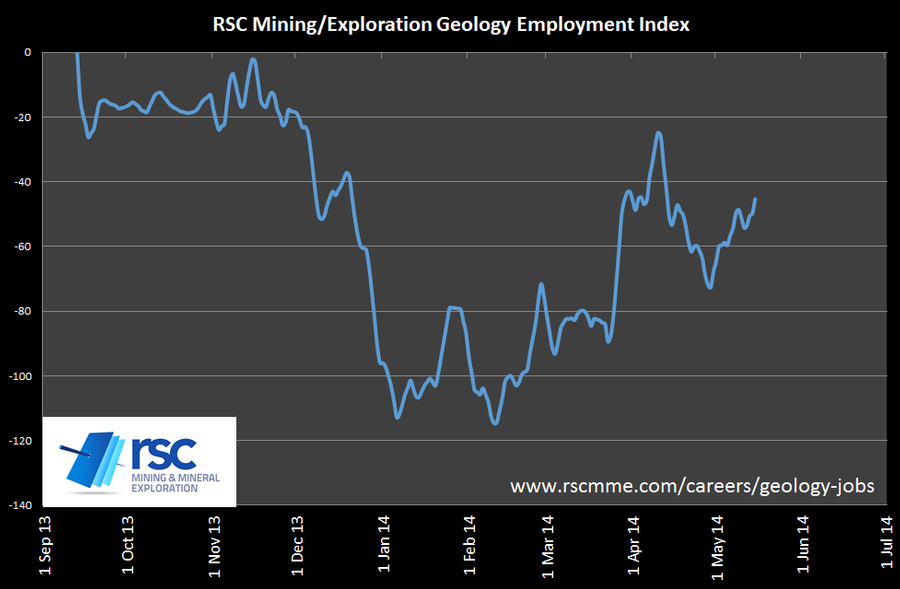 RSC Mining/Exploration Geology Employment Index
0
-20
-40
-60
-80
-100
-120
-140
rsc
MINING & MINERAL
EXPLORATION
www.rscmme.com/careers/geology-jobs
1 Sep 13
1 Oct 13
1 Nov 13
1 Dec 13
1 Jan 14
1 Feb 14
1 Mar 14
1 Apr 14
1 May 14
1 Jun 14
1 Jul 14